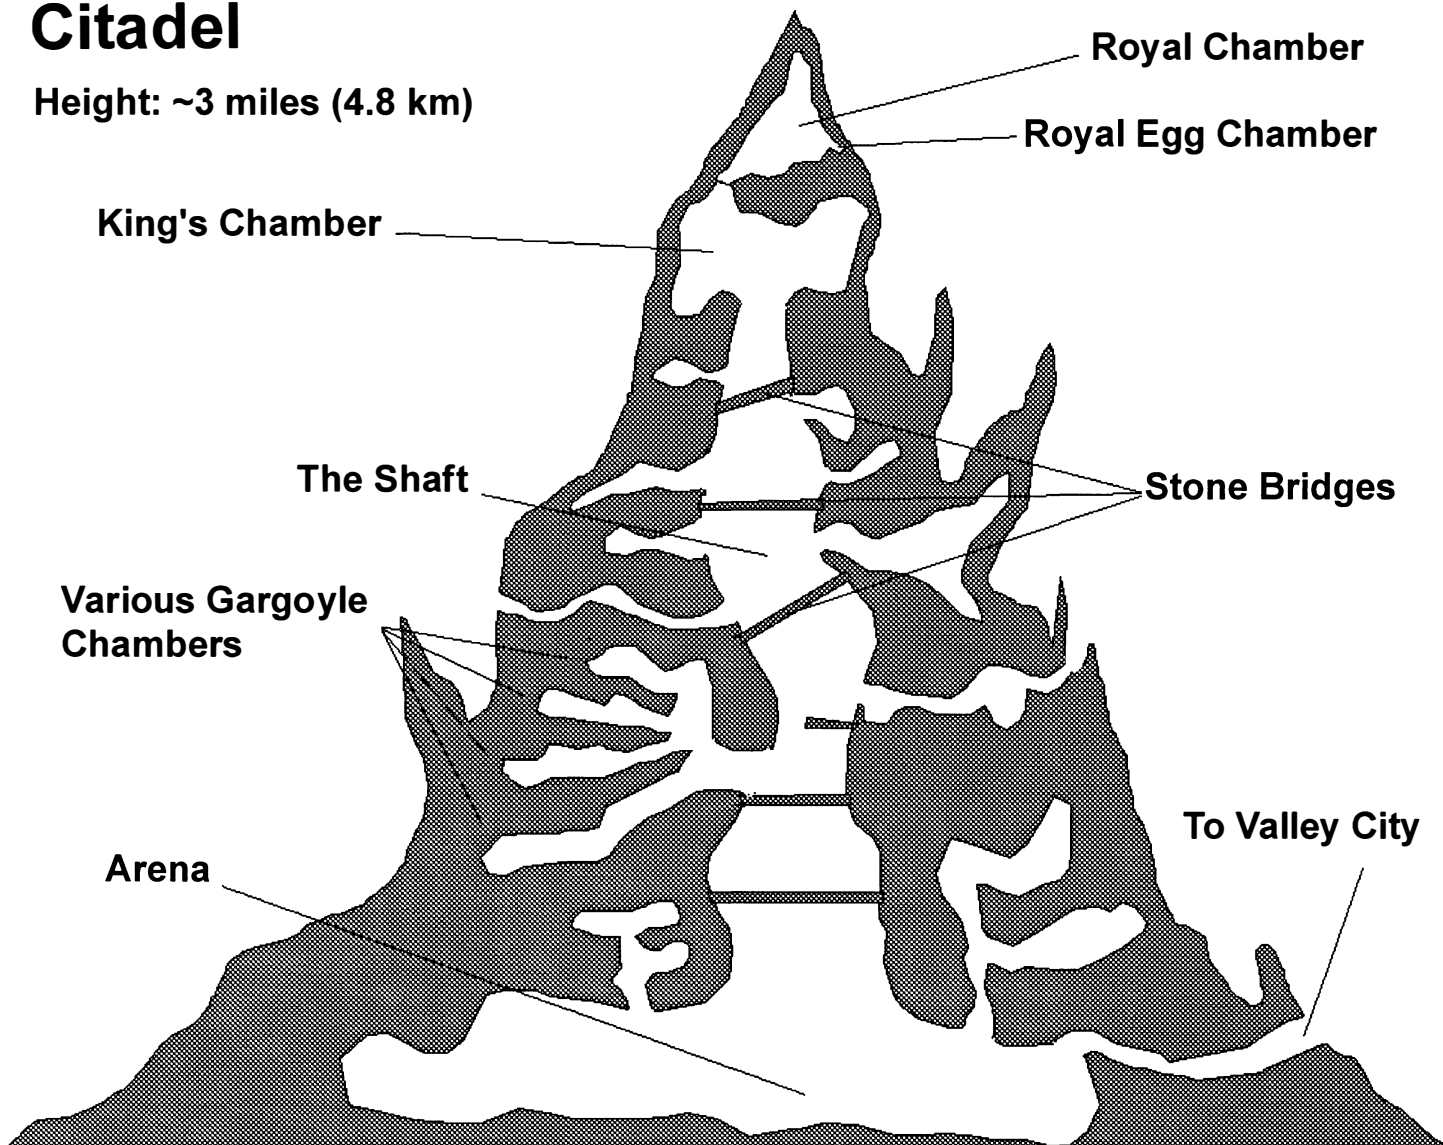 Citadel
Height: ~3 miles (4.8 km)
Royal Chamber
Royal Egg Chamber
King's Chamber
The Shaft
Stone Bridges
Various Gargoyle
Chambers
To Valley City
Arena